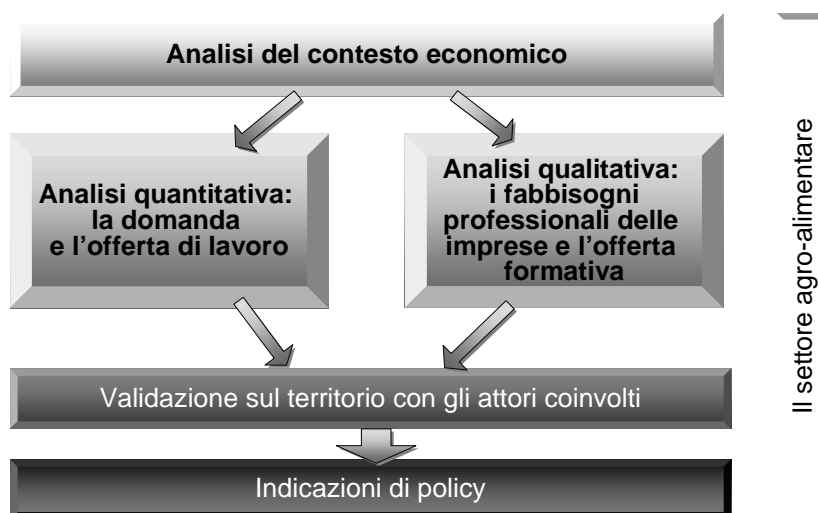 Analisi del contesto economico
Analisi quantitativa:
la domanda
e l’offerta di lavoro
Analisi qualitativa:
i fabbisogni
professionali delle
imprese e l’offerta
formativa
Validazione sul territorio con gli attori coinvolti
Indicazioni di policy
Il settore agro-alimentare